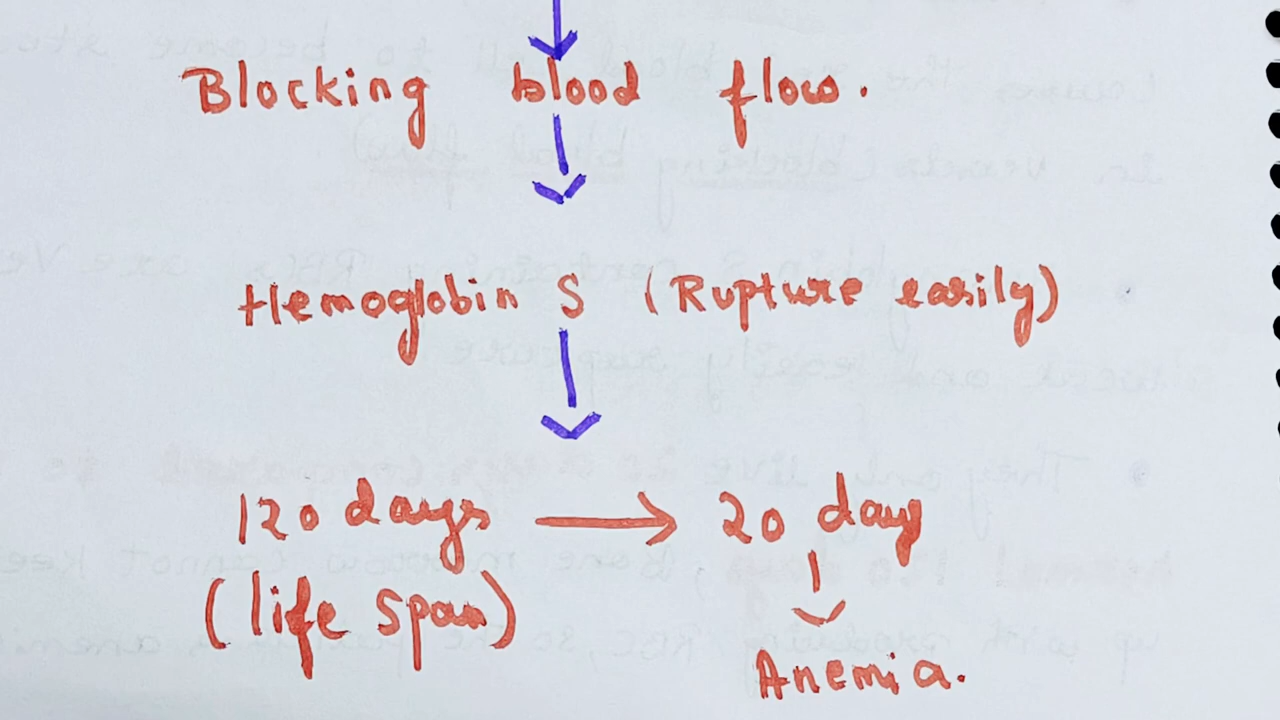 Blocking blood flow.
Hemoglobin S (Rupture easily)
120 days → 20 day
(life span)
Anemia.